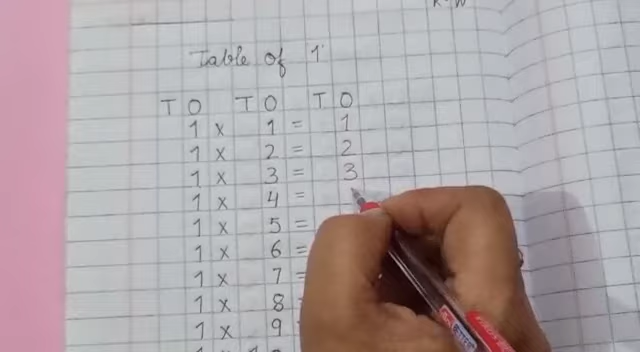 Table of 1
T O T O T O
1 x 1 = 1
1 x 2 = 2
1 x 3 = 3
1 x 4 =
1 x 5 =
1 x 6 =
1 x 7 =
1 x 8
1 x 9